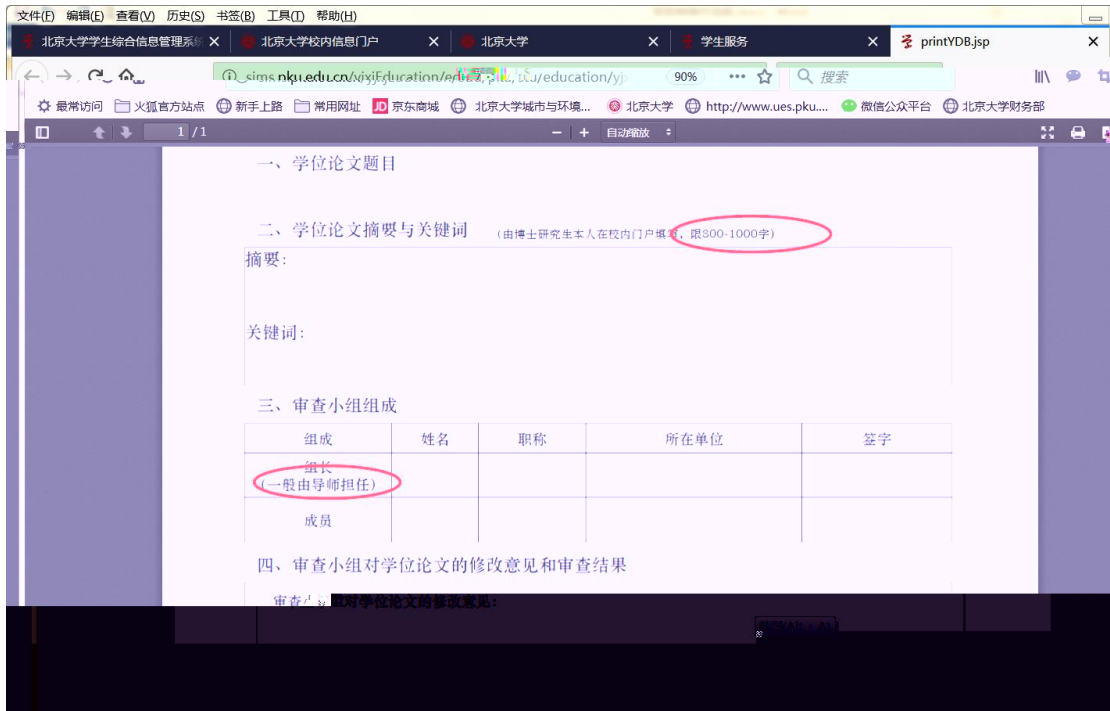 文件(F) 编辑(E) 查看(V) 历史(S) 书签(B) 工具(T) 帮助(H)
北京大学学生综合信息管理系统 北京大学校内信息门户 北京大学 学生服务 printYDB.jsp
90% 搜索
最常访问 火狐官方站点 新手上路 常用网址 JD 京东商城 北京大学城市与环境... 北京大学 http://www.ues.pku.... 微信公众平台 北京大学财务部
1 / 1 自动缩放
一、学位论文题目
二、学位论文摘要与关键词 (由博士研究生本人在校内门户填写，限800-1000字)
摘要:
关键词:
三、审查小组组成
组成 姓名 职称 所在单位 签字
组长
(一般由导师担任)
成员
四、审查小组对学位论文的修改意见和审查结果
审查小组对学位论文的修改意见: